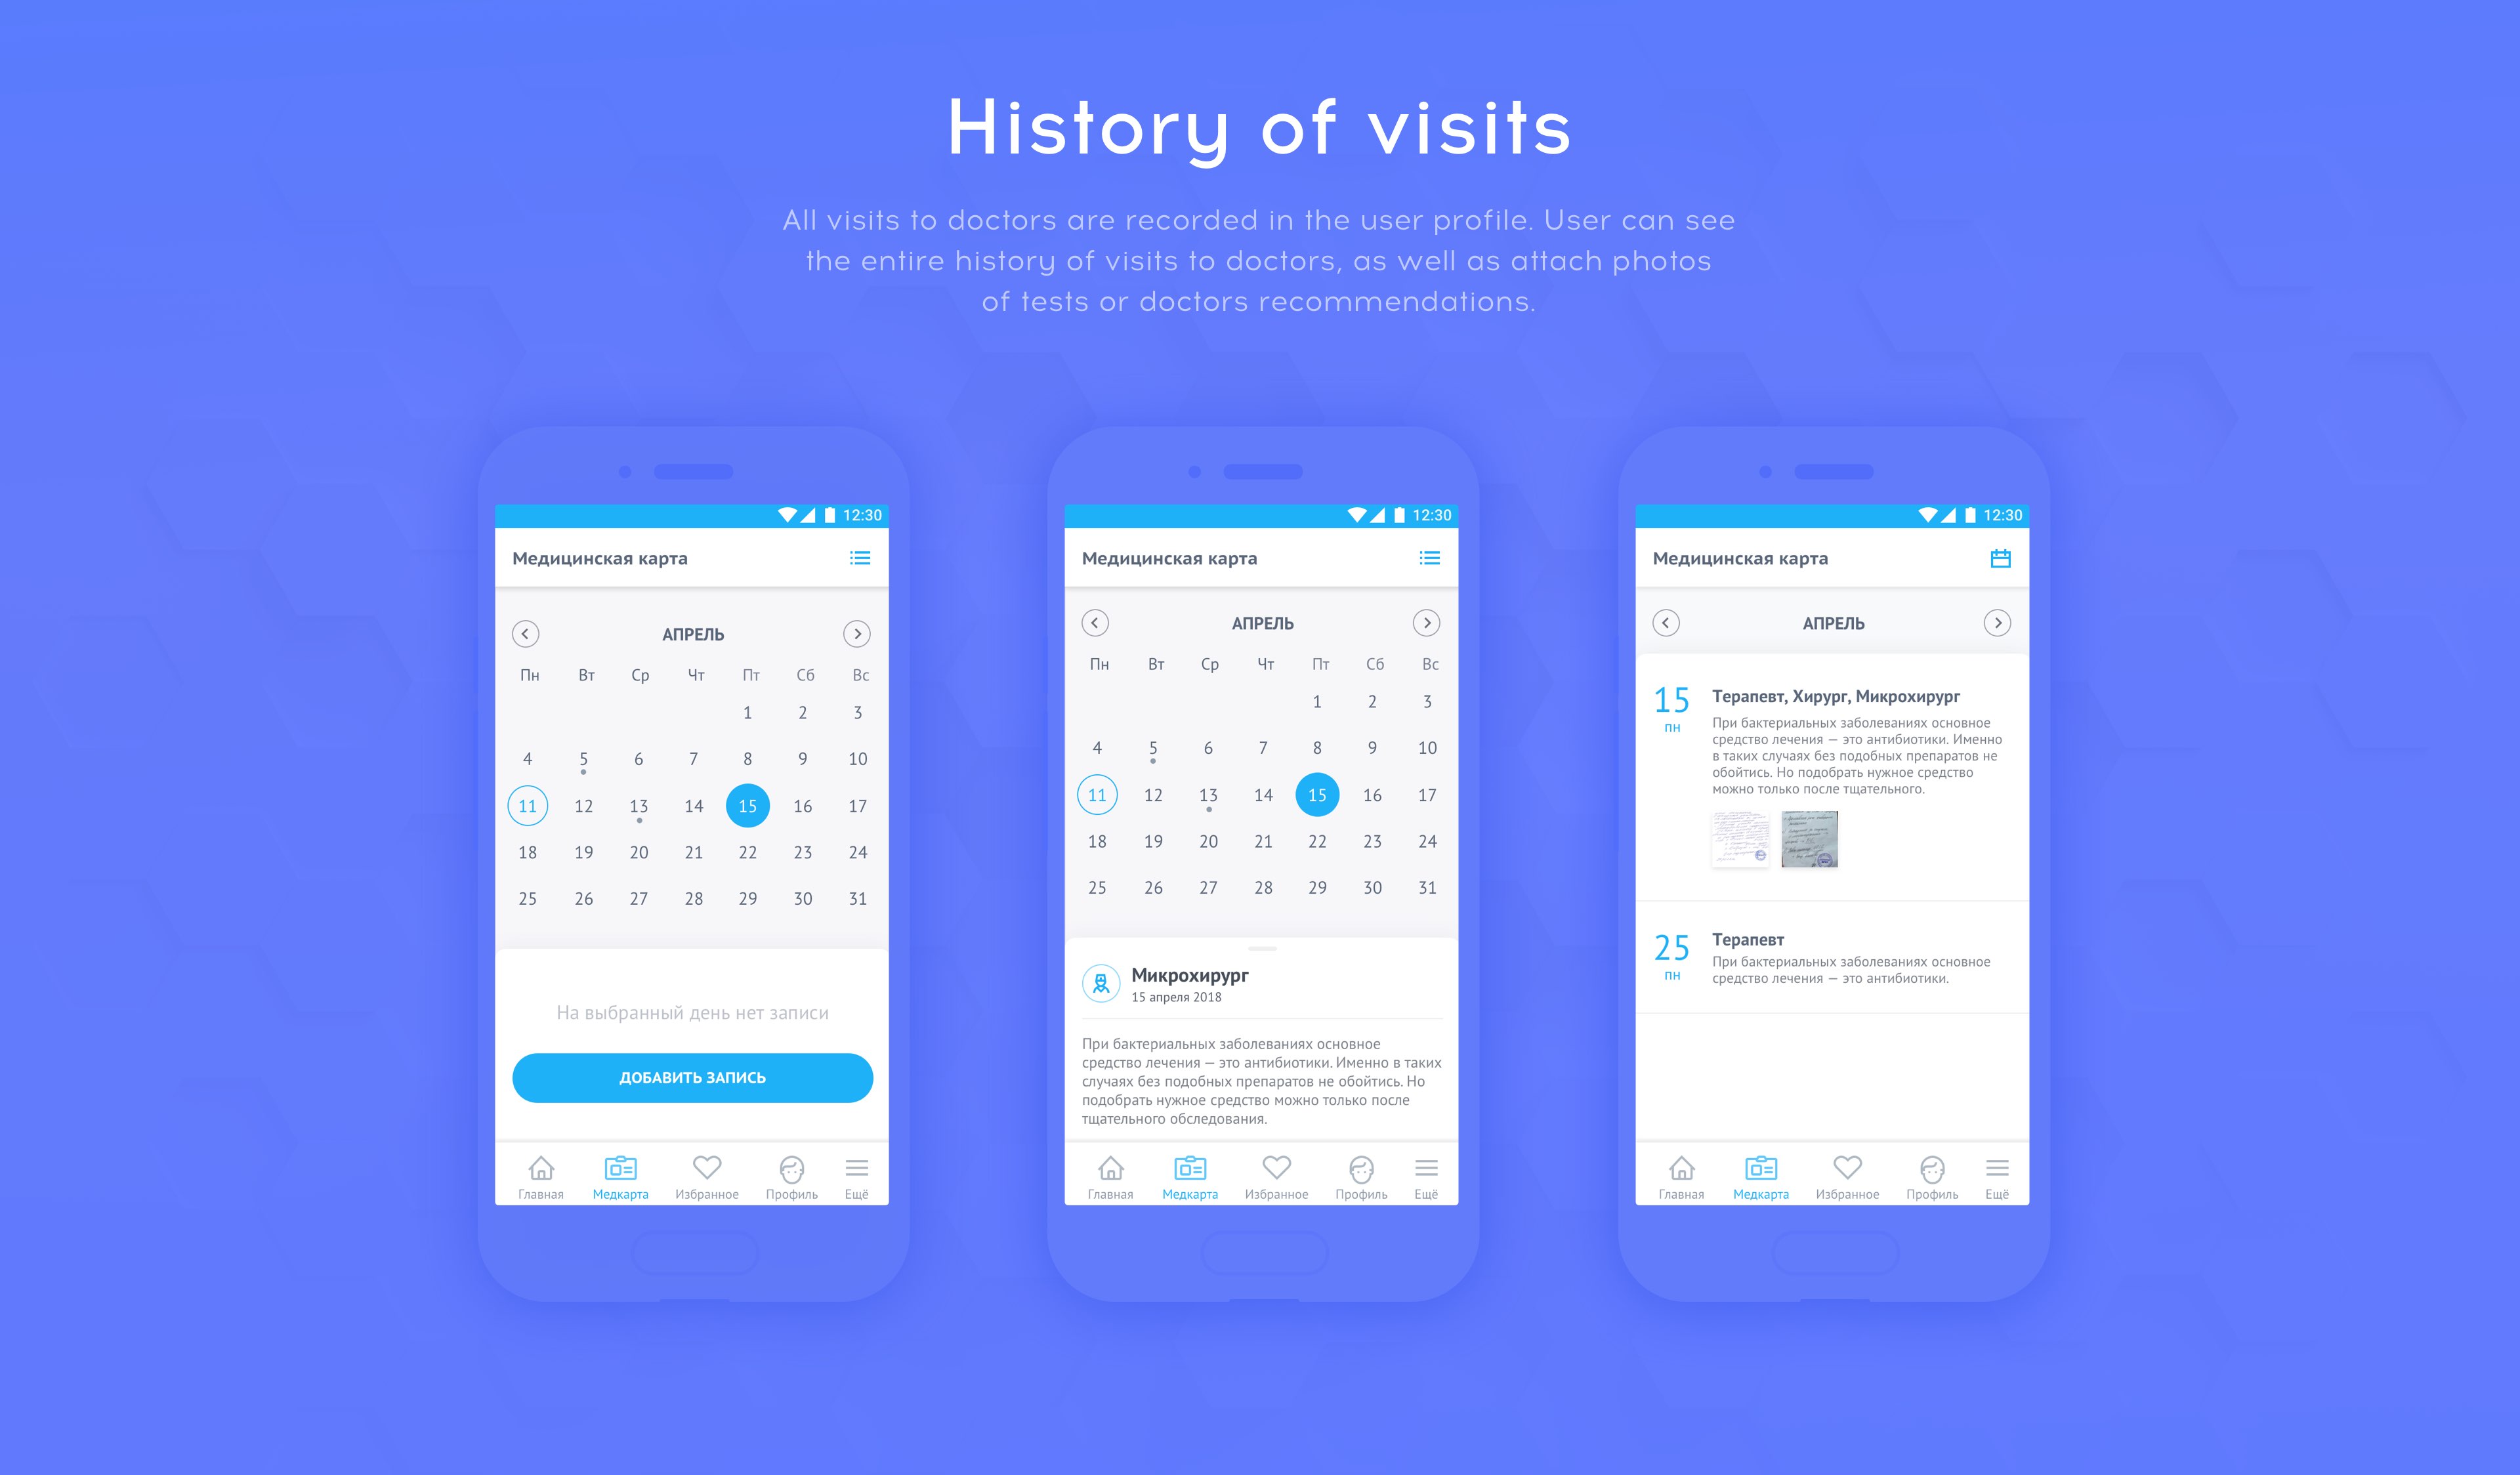 History of visits
All visits to doctors are recorded in the user profile. User can see
the entire history of visits to doctors, as well as attach photos
of tests or doctors recommendations.
12:30
Медицинская карта
АПРЕЛЬ
Пн Вт Ср Чт Пт Сб Вс
1 2 3
4 5 6 7 8 9 10
11 12 13 14 15 16 17
18 19 20 21 22 23 24
25 26 27 28 29 30 31
На выбранный день нет записи
ДОБАВИТЬ ЗАПИСЬ
Главная Медкарта Избранное Профиль Ещё
12:30
Медицинская карта
АПРЕЛЬ
Пн Вт Ср Чт Пт Сб Вс
1 2 3
4 5 6 7 8 9 10
11 12 13 14 15 16 17
18 19 20 21 22 23 24
25 26 27 28 29 30 31
Микрохирург
15 апреля 2018
При бактериальных заболеваниях основное
средство лечения — это антибиотики. Именно в таких
случаях без подобных препаратов не обойтись. Но
подобрать нужное средство можно только после
тщательного обследования.
Главная Медкарта Избранное Профиль Ещё
12:30
Медицинская карта
АПРЕЛЬ
15
пн
Терапевт, Хирург, Микрохирург
При бактериальных заболеваниях основное
средство лечения — это антибиотики. Именно
в таких случаях без подобных препаратов не
обойтись. Но подобрать нужное средство
можно только после тщательного.
25
пн
Терапевт
При бактериальных заболеваниях основное
средство лечения — это антибиотики.
Главная Медкарта Избранное Профиль Ещё